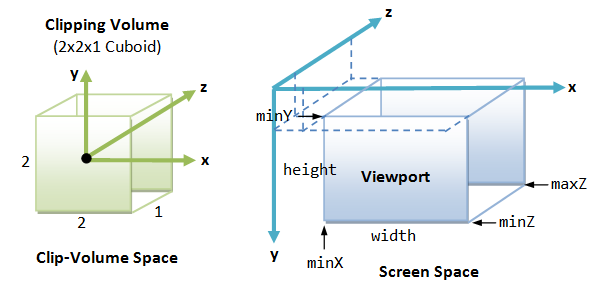 Clipping Volume
(2x2x1 Cuboid)
y
z
x
2
2
1
Clip-Volume Space
z
x
minY
height
Viewport
maxZ
minZ
width
y
minX
Screen Space